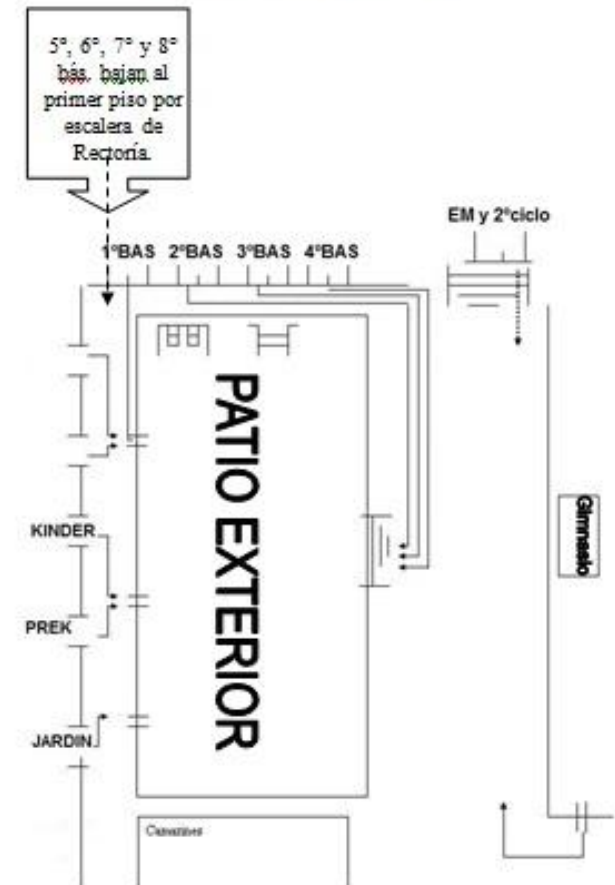 5°, 6°, 7° y 8°
bás. bajan al
primer piso por
escalera de
Rectoría.
EM y 2°ciclo
1°BAS 2°BAS 3°BAS 4°BAS
PATIO EXTERIOR
Gimnasio
KINDER
PREK
JARDIN
Camarines